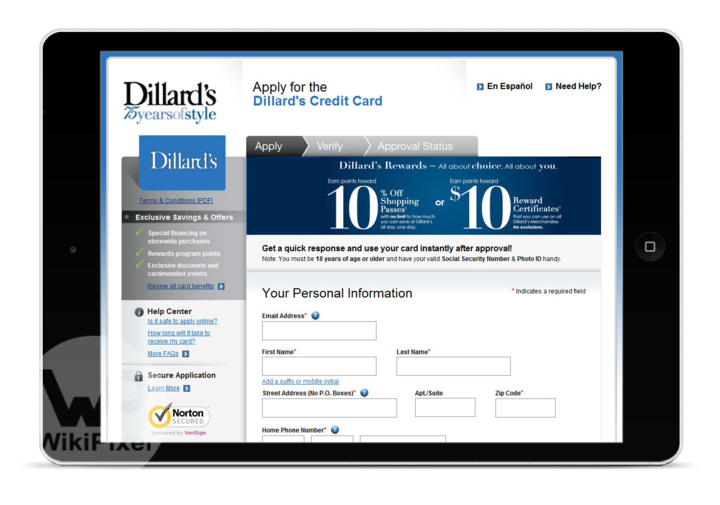 Dillard's
75yearsofstyle
Apply for the
Dillard's Credit Card
En Español
Need Help?
Dillard's
Terms & Conditions [PDF]
Exclusive Savings & Offers
Special financing on
storewide purchases
Rewards program points
Exclusive discounts and
cardmember events
Review all card benefits
Help Center
Is it safe to apply online?
How long will it take to
receive my card?
More FAQs
Secure Application
Learn More
Norton
SECURED
powered by VeriSign
Apply
Verify
Approval Status
Dillard's Rewards – All about choice. All about you.
Earn points toward
10% Off
Shopping
Passes¹
with no limit to how much
you can save at Dillard's
all day, one day.
or
Earn points toward
$10 Reward
Certificates¹
that you can use on all
Dillard's Merchandise.
No exclusions.
Get a quick response and use your card instantly after approval!
Note: You must be 18 years of age or older and have your valid Social Security Number & Photo ID handy.
Your Personal Information
* Indicates a required field
Email Address*
First Name*
Last Name*
Add a suffix or middle initial
Street Address (No P.O. Boxes)*
Apt./Suite
Zip Code*
Home Phone Number*
W
WikiPixel